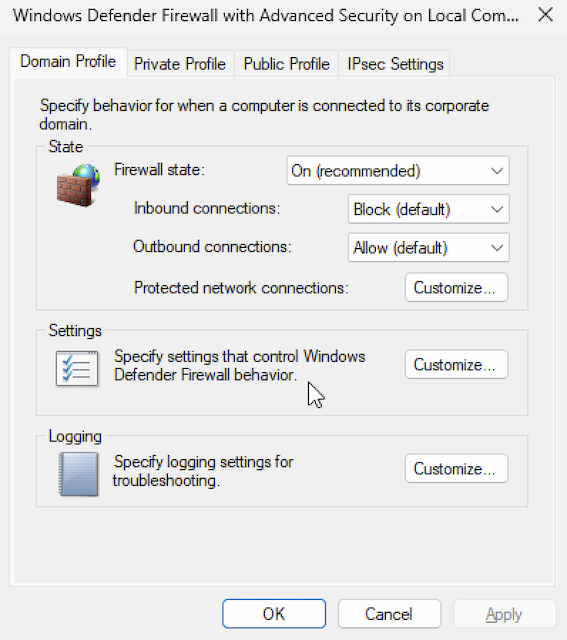 Windows Defender Firewall with Advanced Security on Local Com...
Domain Profile
Private Profile
Public Profile
IPsec Settings
Specify behavior for when a computer is connected to its corporate
domain.
State
Firewall state:
On (recommended)
Inbound connections:
Block (default)
Outbound connections:
Allow (default)
Protected network connections:
Customize...
Settings
Specify settings that control Windows
Defender Firewall behavior.
Customize...
Logging
Specify logging settings for
troubleshooting.
Customize...
OK
Cancel
Apply